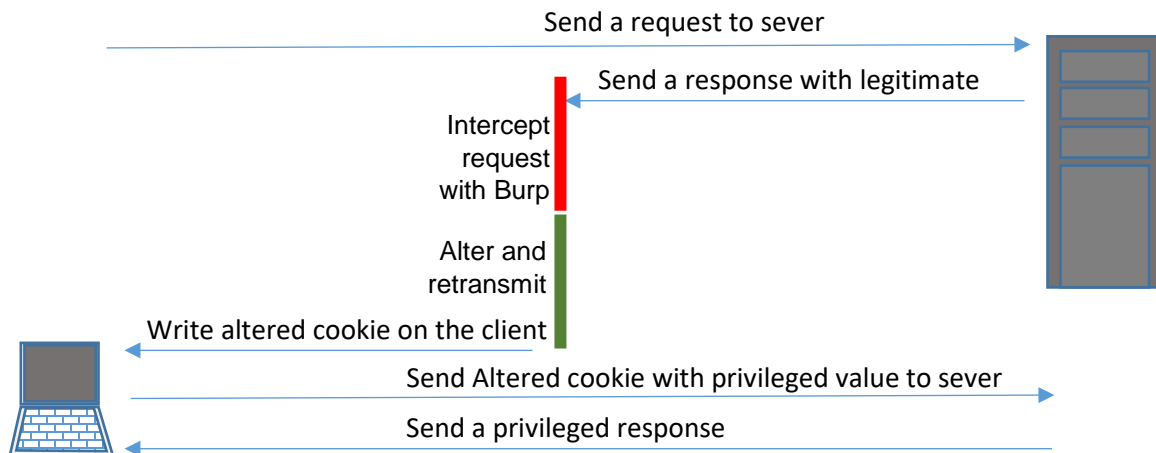 Send a request to sever
Send a response with legitimate
Intercept
request
with Burp
Alter and
retransmit
Write altered cookie on the client
Send Altered cookie with privileged value to sever
Send a privileged response